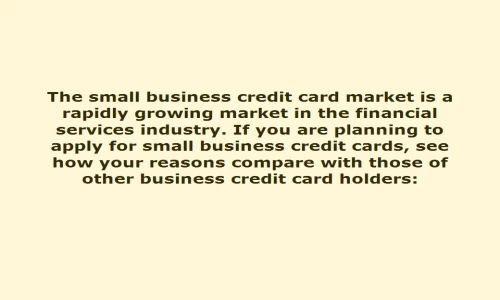 The small business credit card market is a
rapidly growing market in the financial
services industry. If you are planning to
apply for small business credit cards, see
how your reasons compare with those of
other business credit card holders: